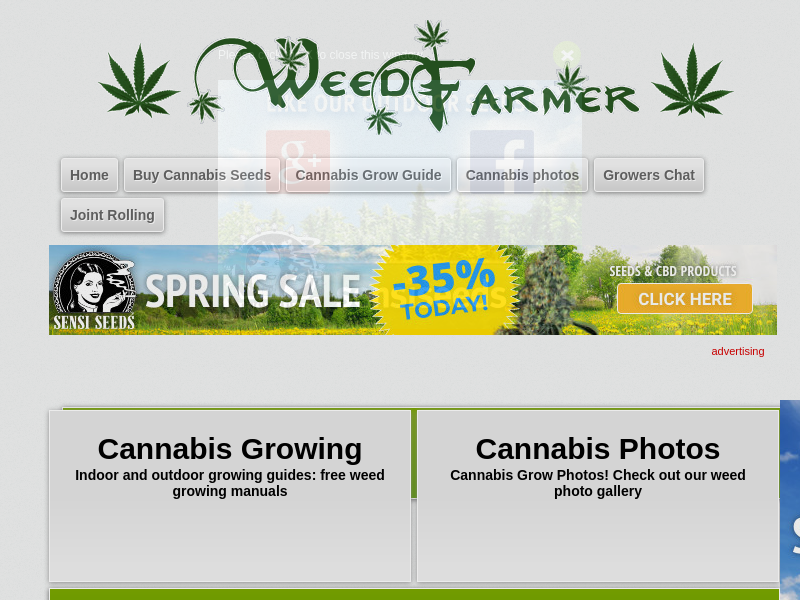 WEED FARMER
Home
Buy Cannabis Seeds
Cannabis Grow Guide
Cannabis photos
Growers Chat
Joint Rolling
SENSI SEEDS
SPRING SALE
-35%
TODAY!
SEEDS & CBD PRODUCTS
CLICK HERE
advertising
Cannabis Growing
Indoor and outdoor growing guides: free weed
growing manuals
Cannabis Photos
Cannabis Grow Photos! Check out our weed
photo gallery